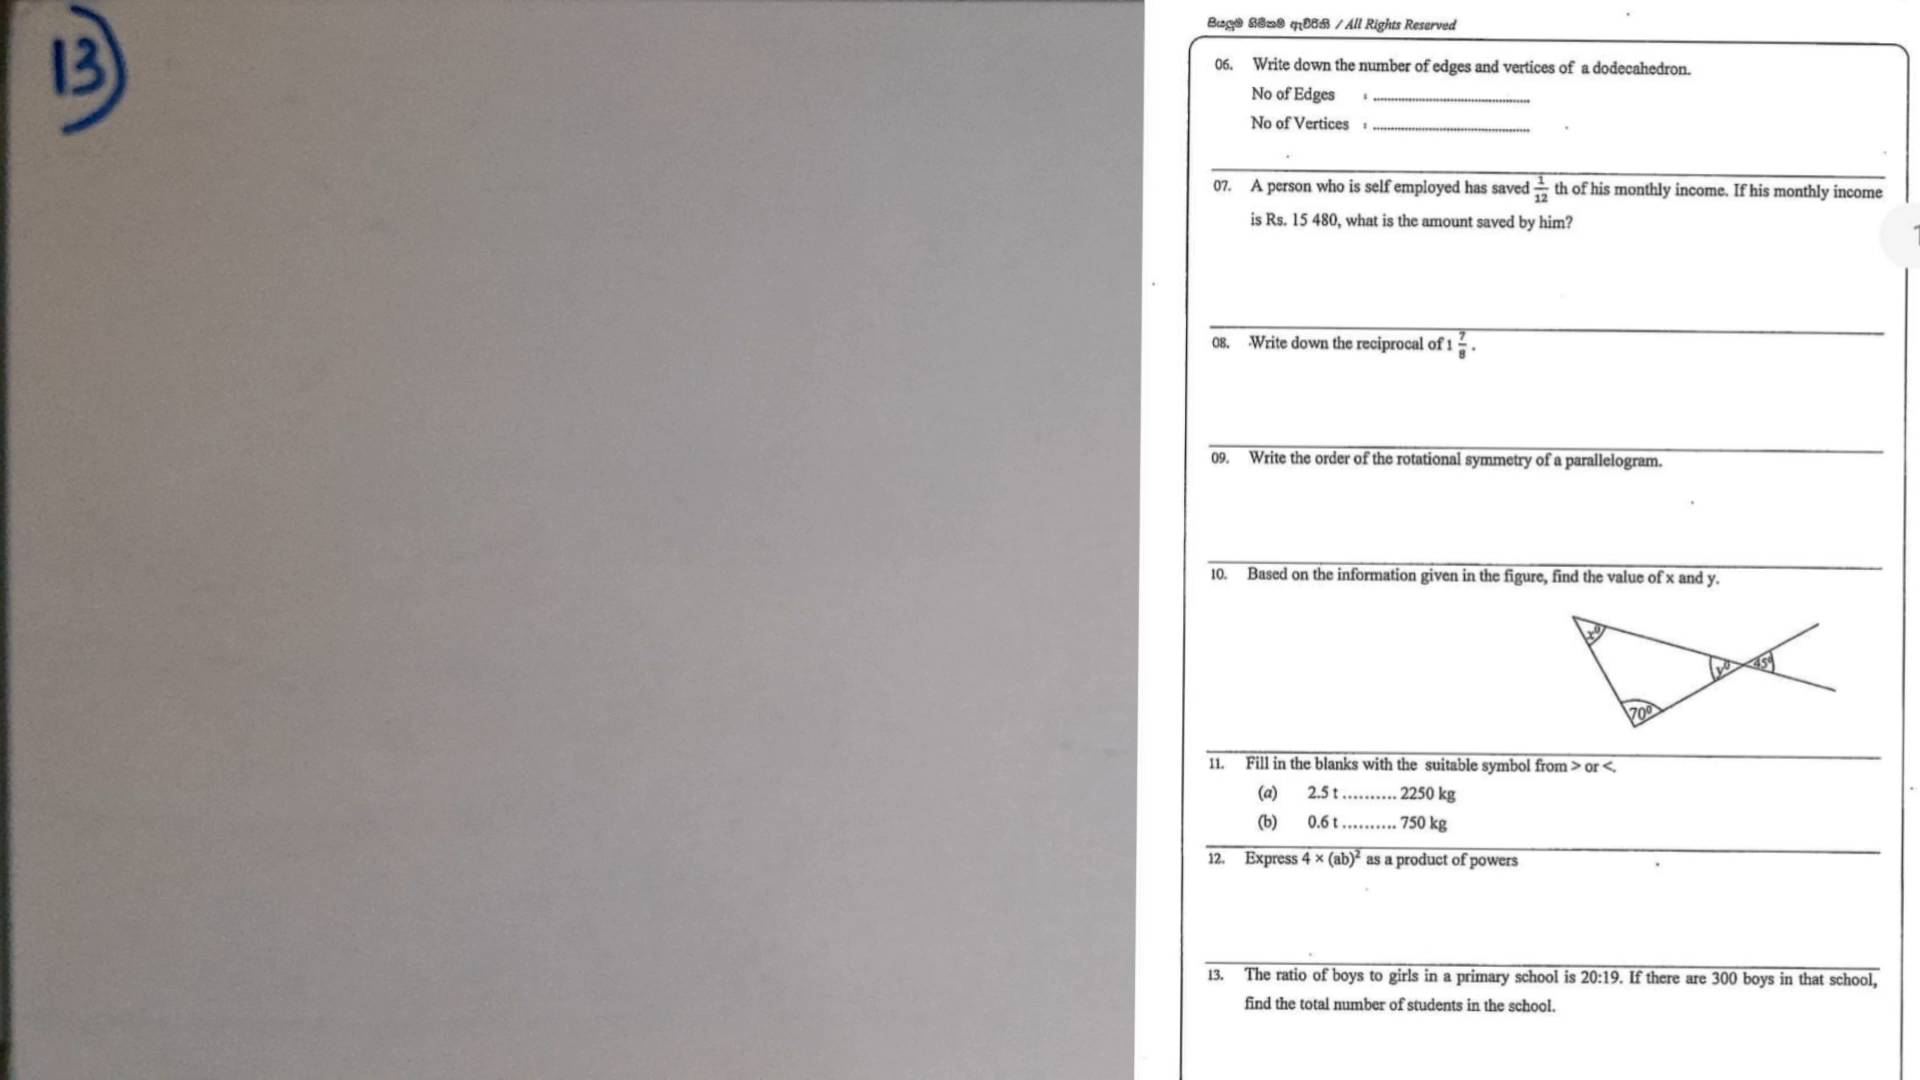 13)
සියලුම හිමිකම් ඇවිරිණි / All Rights Reserved
06. Write down the number of edges and vertices of a dodecahedron.
No of Edges : ........................................
No of Vertices : ........................................
07. A person who is self employed has saved 1/12 th of his monthly income. If his monthly income
is Rs. 15 480, what is the amount saved by him?
08. Write down the reciprocal of 1 7/8 .
09. Write the order of the rotational symmetry of a parallelogram.
10. Based on the information given in the figure, find the value of x and y.
x⁰
y⁰ 45⁰
70⁰
11. Fill in the blanks with the suitable symbol from > or <.
(a) 2.5 t .......... 2250 kg
(b) 0.6 t .......... 750 kg
12. Express 4 × (ab)² as a product of powers
13. The ratio of boys to girls in a primary school is 20:19. If there are 300 boys in that school,
find the total number of students in the school.